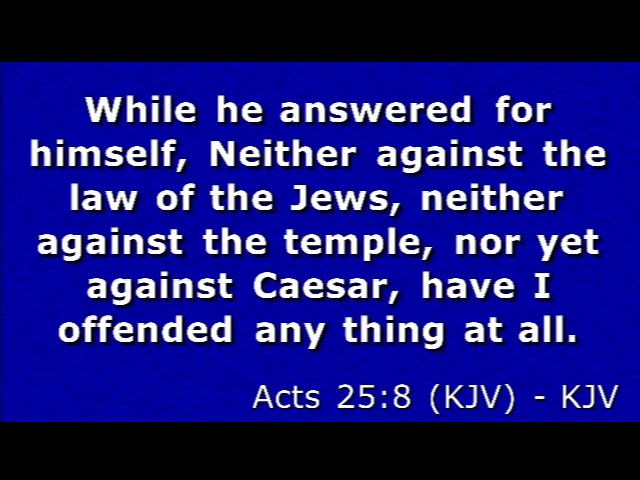 While he answered for
himself, Neither against the
law of the Jews, neither
against the temple, nor yet
against Caesar, have I
offended any thing at all.
Acts 25:8 (KJV) - KJV